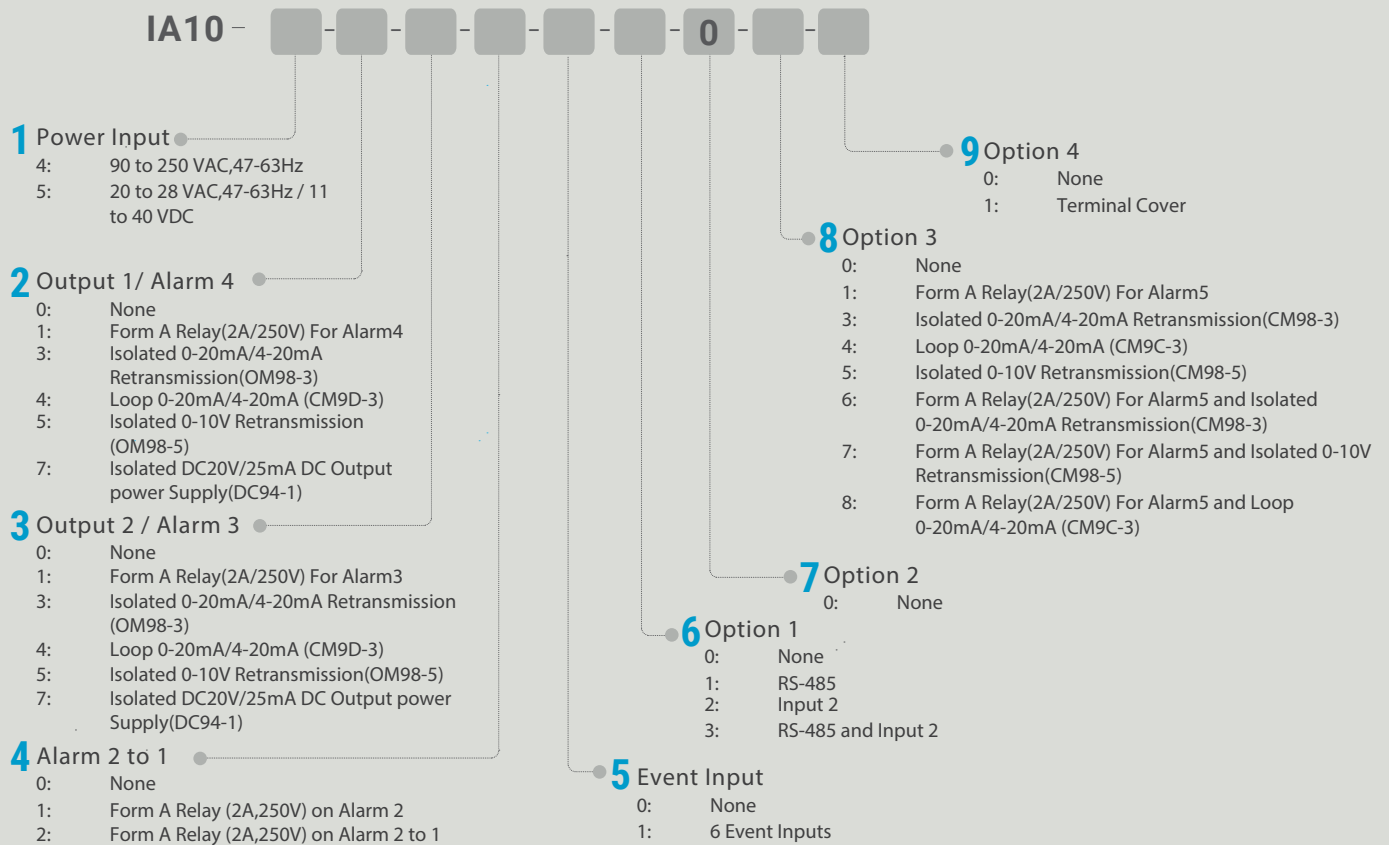 IA10 - - - - - - - 0 - -
1 Power Input
4: 90 to 250 VAC,47-63Hz
5: 20 to 28 VAC,47-63Hz / 11
to 40 VDC
2 Output 1/ Alarm 4
0: None
1: Form A Relay(2A/250V) For Alarm4
3: Isolated 0-20mA/4-20mA
Retransmission(OM98-3)
4: Loop 0-20mA/4-20mA (CM9D-3)
5: Isolated 0-10V Retransmission
(OM98-5)
7: Isolated DC20V/25mA DC Output
power Supply(DC94-1)
3 Output 2 / Alarm 3
0: None
1: Form A Relay(2A/250V) For Alarm3
3: Isolated 0-20mA/4-20mA Retransmission
(OM98-3)
4: Loop 0-20mA/4-20mA (CM9D-3)
5: Isolated 0-10V Retransmission(OM98-5)
7: Isolated DC20V/25mA DC Output power
Supply(DC94-1)
4 Alarm 2 to 1
0: None
1: Form A Relay (2A,250V) on Alarm 2
2: Form A Relay (2A,250V) on Alarm 2 to 1
5 Event Input
0: None
1: 6 Event Inputs
6 Option 1
0: None
1: RS-485
2: Input 2
3: RS-485 and Input 2
7 Option 2
0: None
8 Option 3
0: None
1: Form A Relay(2A/250V) For Alarm5
3: Isolated 0-20mA/4-20mA Retransmission(CM98-3)
4: Loop 0-20mA/4-20mA (CM9C-3)
5: Isolated 0-10V Retransmission(CM98-5)
6: Form A Relay(2A/250V) For Alarm5 and Isolated
0-20mA/4-20mA Retransmission(CM98-3)
7: Form A Relay(2A/250V) For Alarm5 and Isolated 0-10V
Retransmission(CM98-5)
8: Form A Relay(2A/250V) For Alarm5 and Loop
0-20mA/4-20mA (CM9C-3)
9 Option 4
0: None
1: Terminal Cover